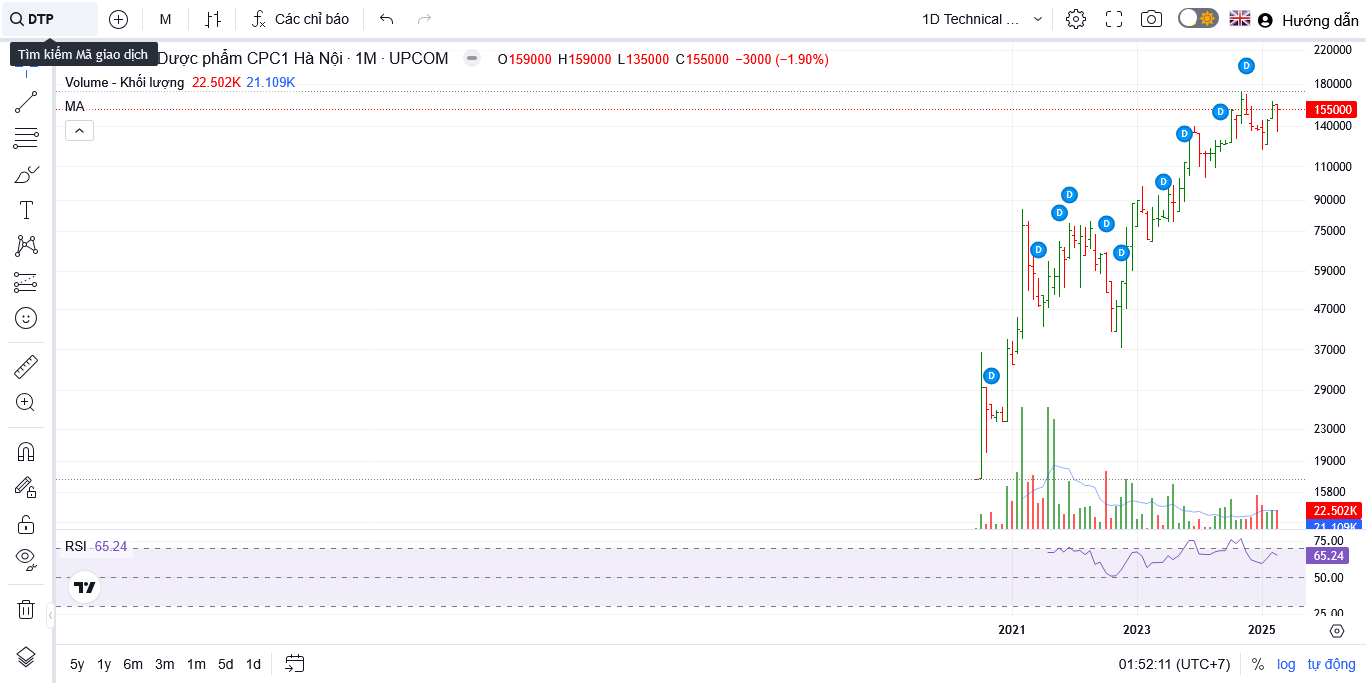 DTP
M
Các chỉ báo
1D Technical ...
Hướng dẫn
Tìm kiếm Mã giao dịch
Dược phẩm CPC1 Hà Nội · 1M · UPCOM
O159000 H159000 L135000 C155000 −3000 (−1.90%)
Volume - Khối lượng 22.502K 21.109K
MA
220000
180000
155000
140000
110000
90000
75000
59000
47000
37000
29000
23000
19000
15800
22.502K
21.109K
D
D
D
D
D
D
D
D
D
D
RSI 65.24
75.00
65.24
50.00
25.00
2021
2023
2025
5y 1y 6m 3m 1m 5d 1d
01:52:11 (UTC+7)
% log tự động